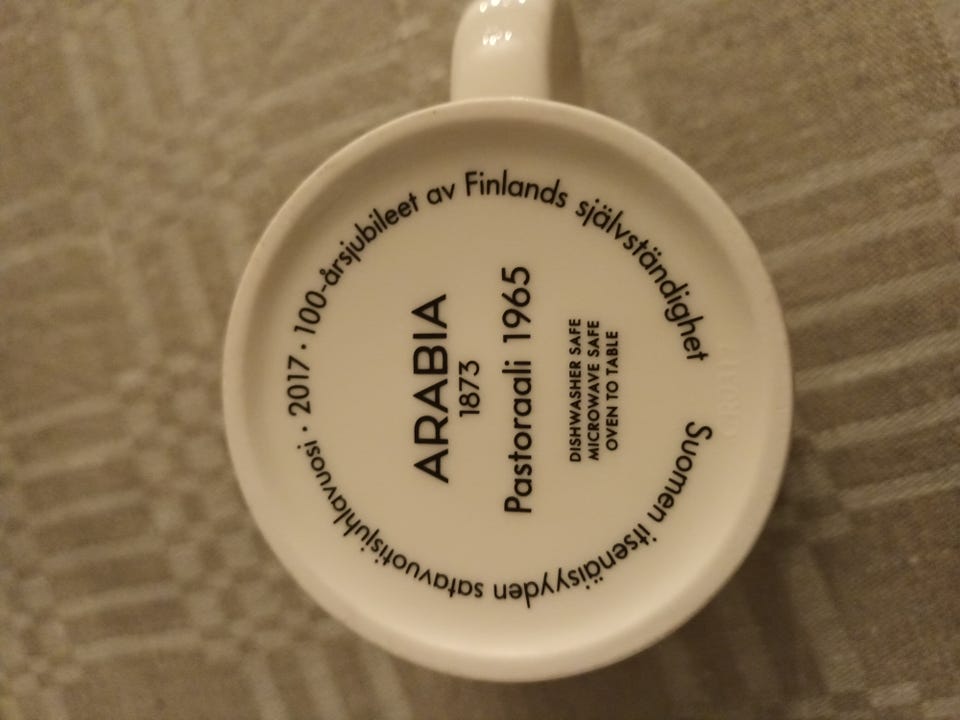 Suomen itsenäisyyden satavuotisjuhlavuosi · 2017 · 100-årsjubileet av Finlands självständighet
ARABIA
1873
Pastoraali 1965
DISHWASHER SAFE
MICROWAVE SAFE
OVEN TO TABLE